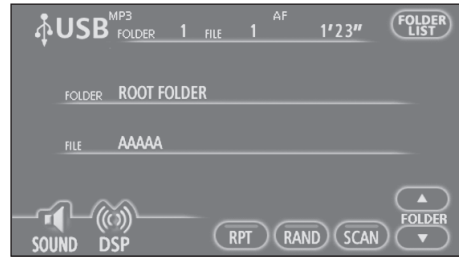 USB MP3 FOLDER 1 FILE 1 AF 1'23" FOLDER LIST
FOLDER ROOT FOLDER
FILE AAAAA
SOUND DSP RPT RAND SCAN FOLDER